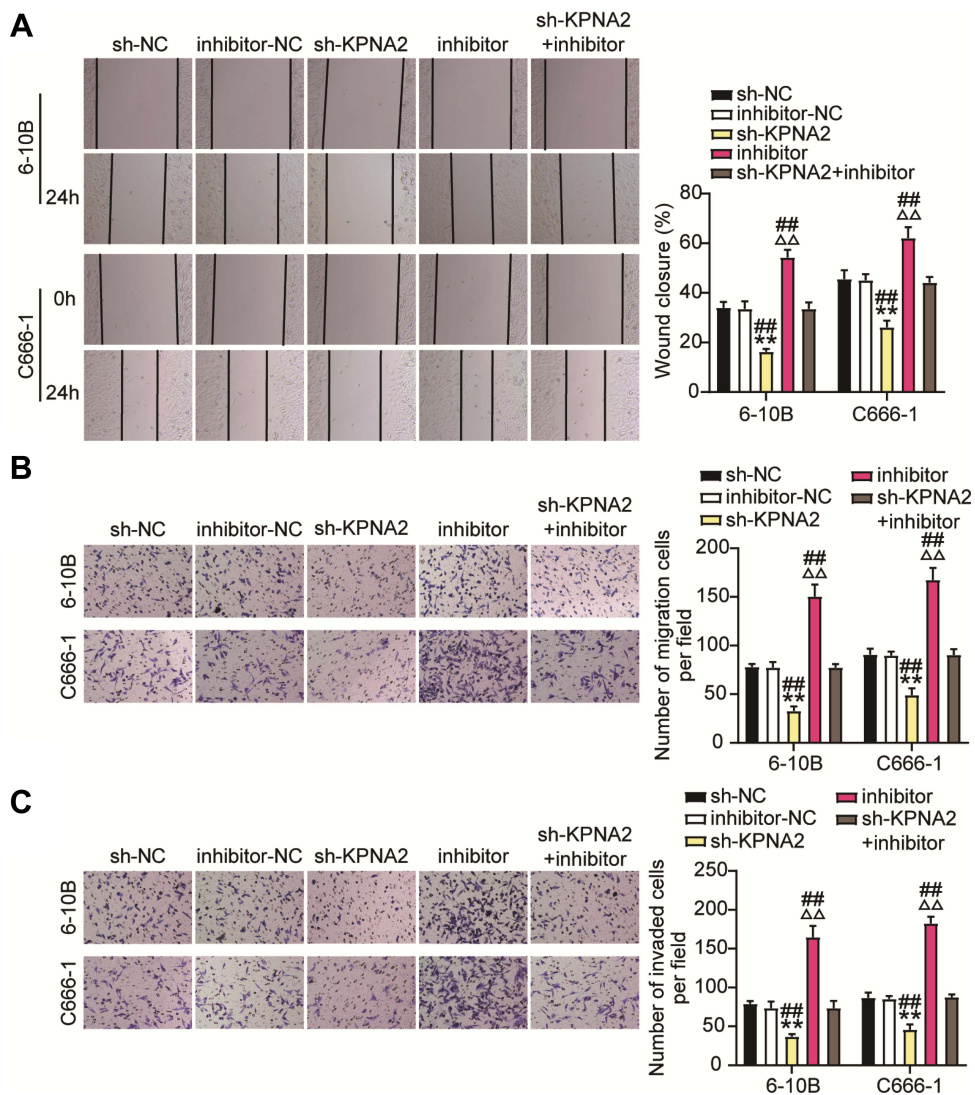 A
sh-NC
inhibitor-NC
sh-KPNA2
inhibitor
sh-KPNA2
+inhibitor
6-10B
24h
C666-1
0h
24h
sh-NC
inhibitor-NC
sh-KPNA2
inhibitor
sh-KPNA2+inhibitor
Wound closure (%)
80
60
40
20
0
##
△△
##
**
##
△△
##
**
6-10B
C666-1
B
sh-NC
inhibitor-NC
sh-KPNA2
inhibitor
sh-KPNA2
+inhibitor
6-10B
C666-1
sh-NC
inhibitor-NC
sh-KPNA2
inhibitor
sh-KPNA2
+inhibitor
Number of migration cells
per field
200
150
100
50
0
##
△△
##
**
##
△△
##
**
6-10B
C666-1
C
sh-NC
inhibitor-NC
sh-KPNA2
inhibitor
sh-KPNA2
+inhibitor
6-10B
C666-1
sh-NC
inhibitor-NC
sh-KPNA2
inhibitor
sh-KPNA2
+inhibitor
Number of invaded cells
per field
250
200
150
100
50
0
##
△△
##
**
##
△△
##
**
6-10B
C666-1